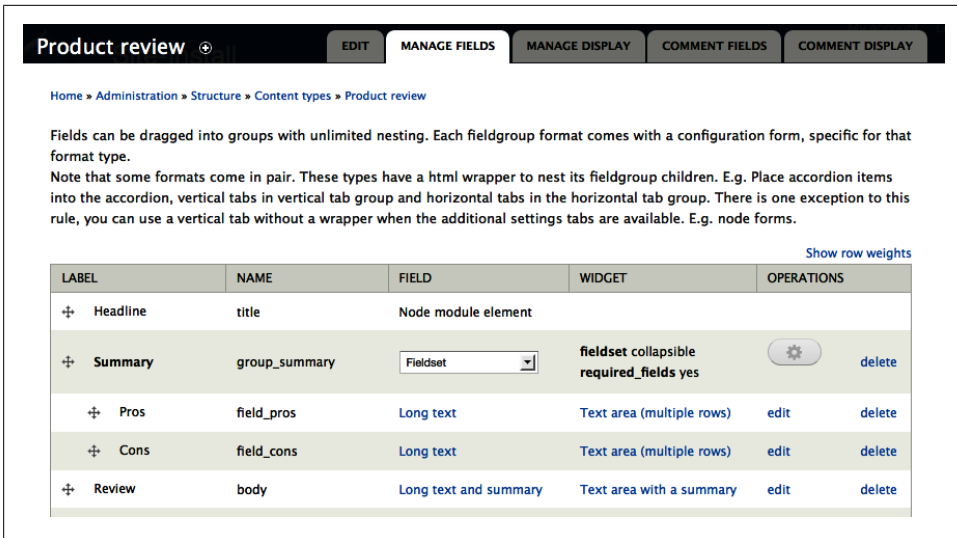 Product review
EDIT
MANAGE FIELDS
MANAGE DISPLAY
COMMENT FIELDS
COMMENT DISPLAY
Home » Administration » Structure » Content types » Product review
Fields can be dragged into groups with unlimited nesting. Each fieldgroup format comes with a configuration form, specific for that
format type.
Note that some formats come in pair. These types have a html wrapper to nest its fieldgroup children. E.g. Place accordion items
into the accordion, vertical tabs in vertical tab group and horizontal tabs in the horizontal tab group. There is one exception to this
rule, you can use a vertical tab without a wrapper when the additional settings tabs are available. E.g. node forms.
Show row weights
LABEL NAME FIELD WIDGET OPERATIONS
Headline title Node module element
Summary group_summary Fieldset fieldset collapsible
required_fields yes delete
Pros field_pros Long text Text area (multiple rows) edit delete
Cons field_cons Long text Text area (multiple rows) edit delete
Review body Long text and summary Text area with a summary edit delete